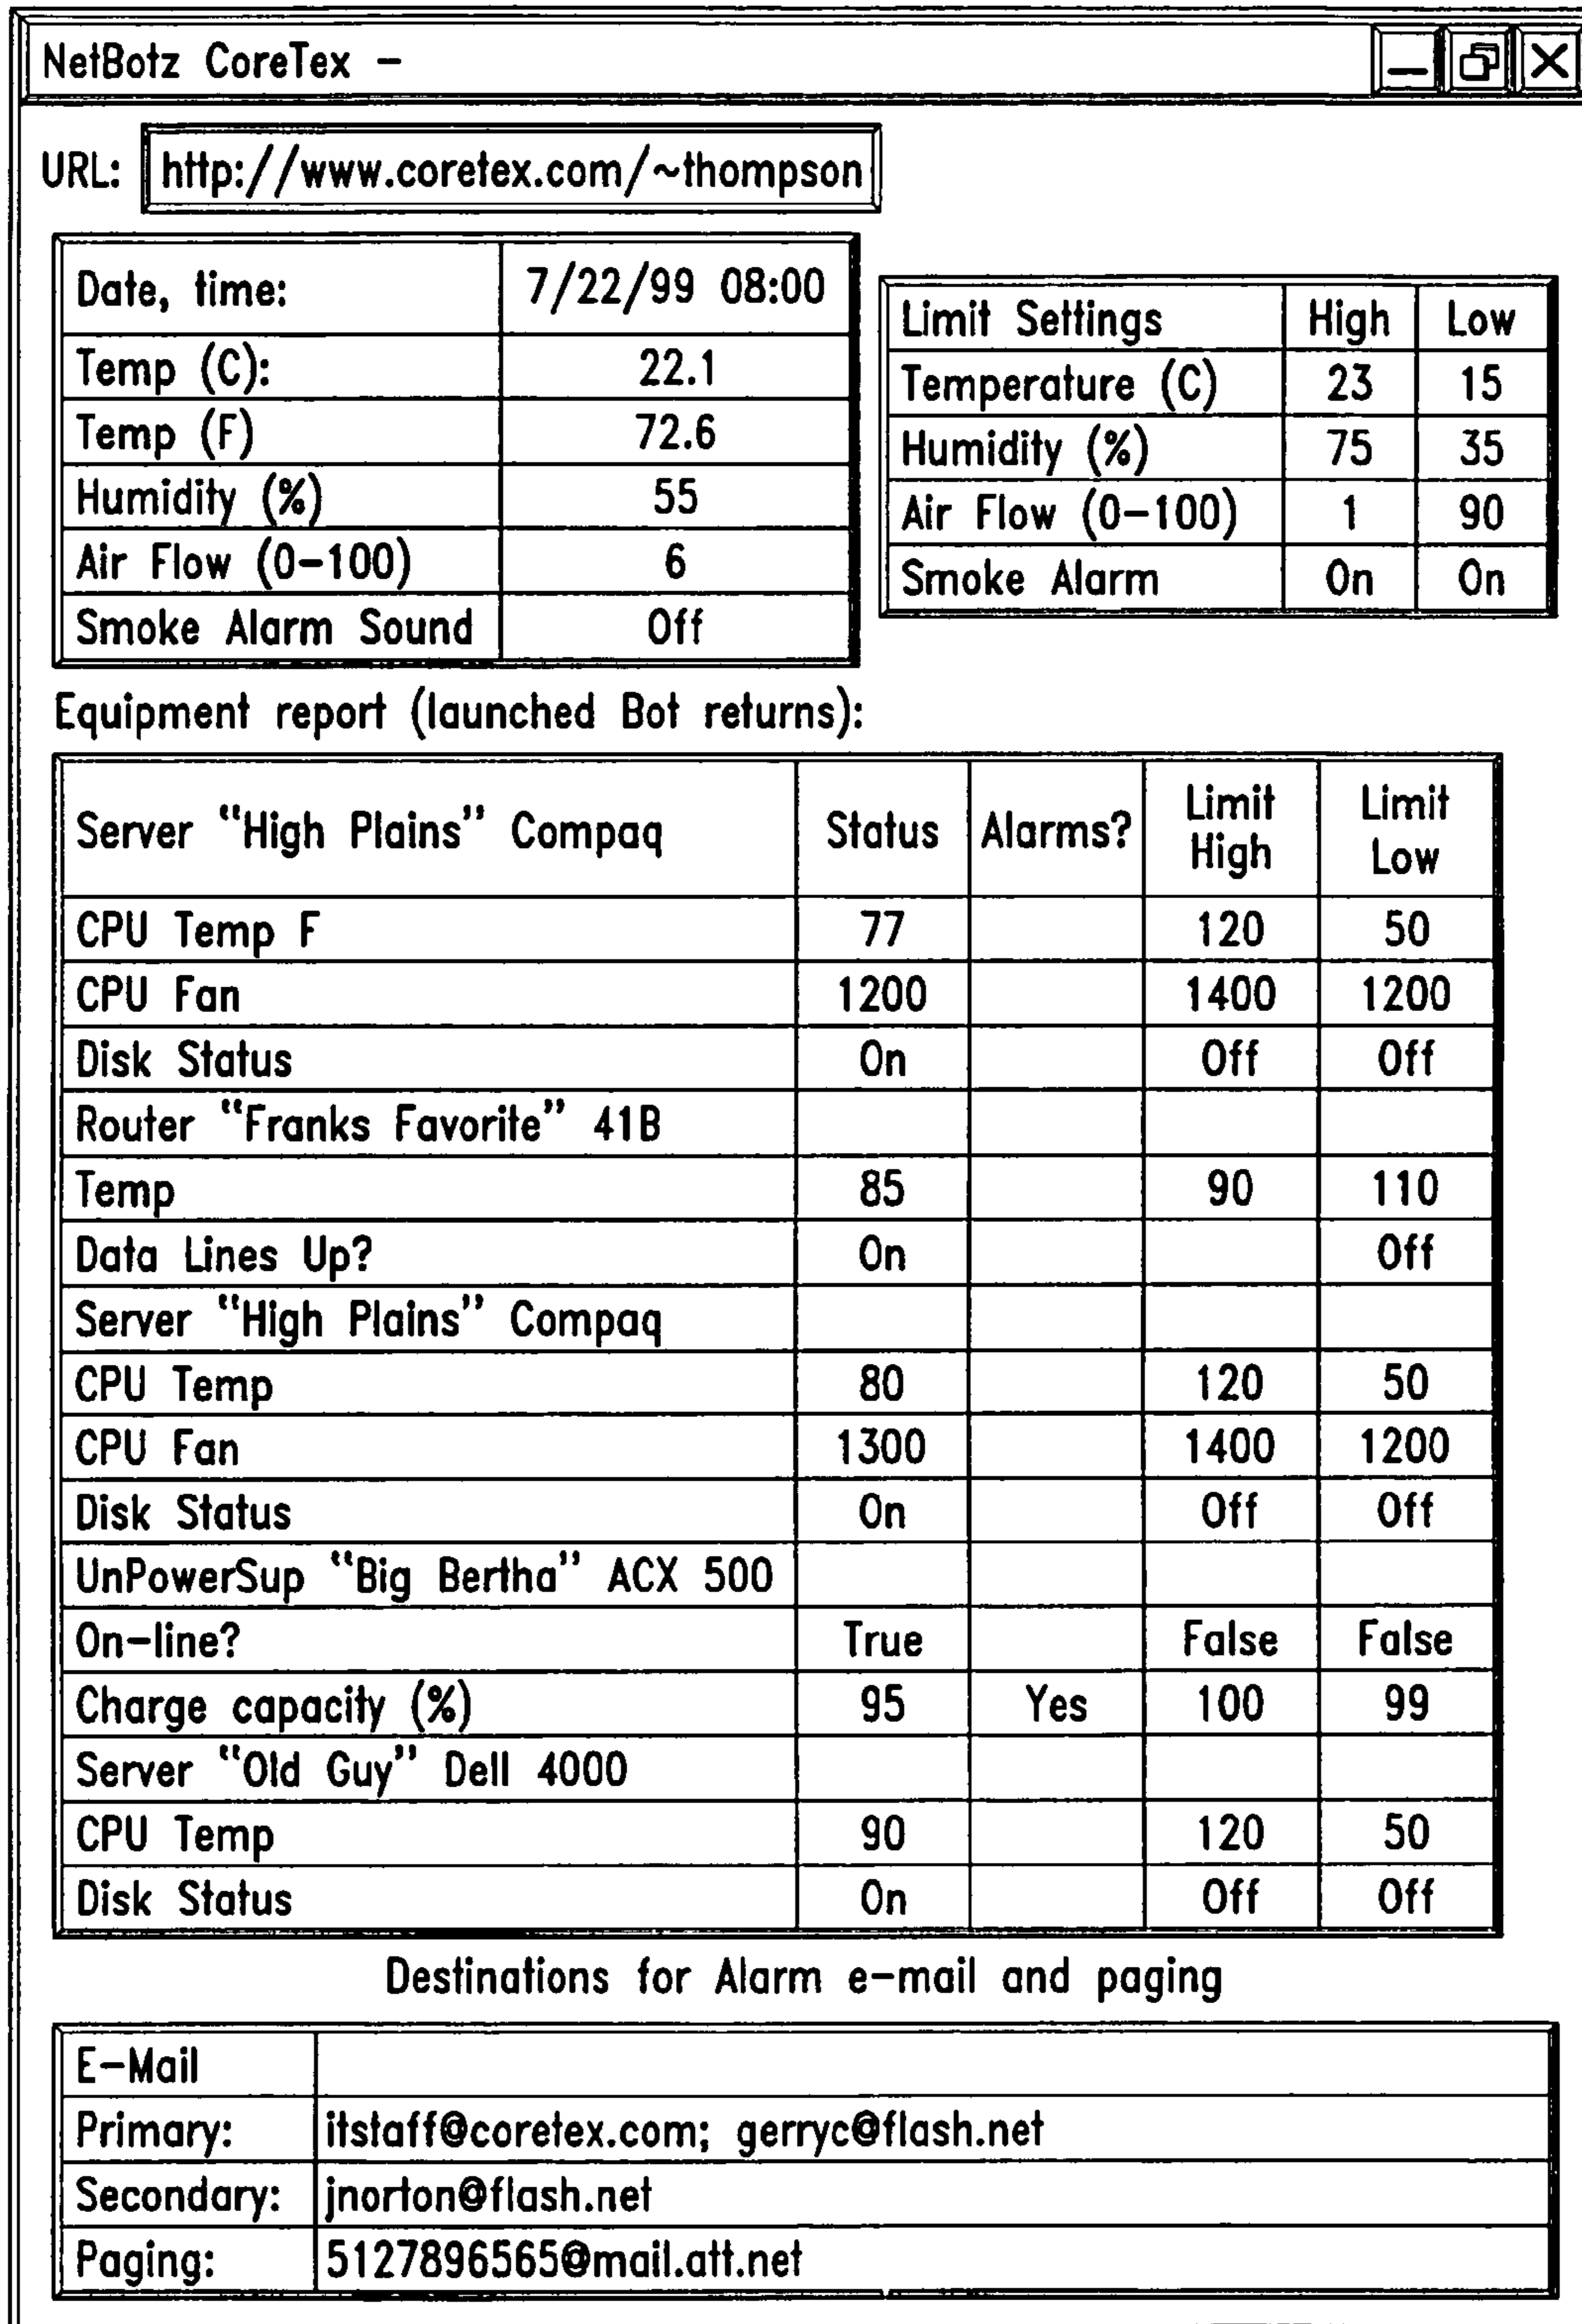 NetBotz CoreTex –
URL: http://www.coretex.com/~thompson
Date, time: 7/22/99 08:00
Temp (C): 22.1
Temp (F) 72.6
Humidity (%) 55
Air Flow (0–100) 6
Smoke Alarm Sound Off
Limit Settings High Low
Temperature (C) 23 15
Humidity (%) 75 35
Air Flow (0–100) 1 90
Smoke Alarm On On
Equipment report (launched Bot returns):
Server “High Plains” Compaq Status Alarms? Limit High Limit Low
CPU Temp F 77 120 50
CPU Fan 1200 1400 1200
Disk Status On Off Off
Router “Franks Favorite” 41B
Temp 85 90 110
Data Lines Up? On Off
Server “High Plains” Compaq
CPU Temp 80 120 50
CPU Fan 1300 1400 1200
Disk Status On Off Off
UnPowerSup “Big Bertha” ACX 500
On–line? True False False
Charge capacity (%) 95 Yes 100 99
Server “Old Guy” Dell 4000
CPU Temp 90 120 50
Disk Status On Off Off
Destinations for Alarm e–mail and paging
E–Mail
Primary: itstaff@coretex.com; gerryc@flash.net
Secondary: jnorton@flash.net
Paging: 5127896565@mail.att.net